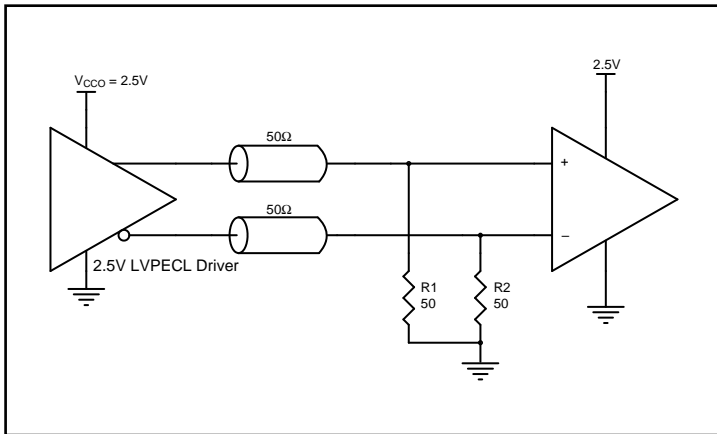 V_CCO = 2.5V
2.5V
50Ω
50Ω
+
–
2.5V LVPECL Driver
R1
50
R2
50